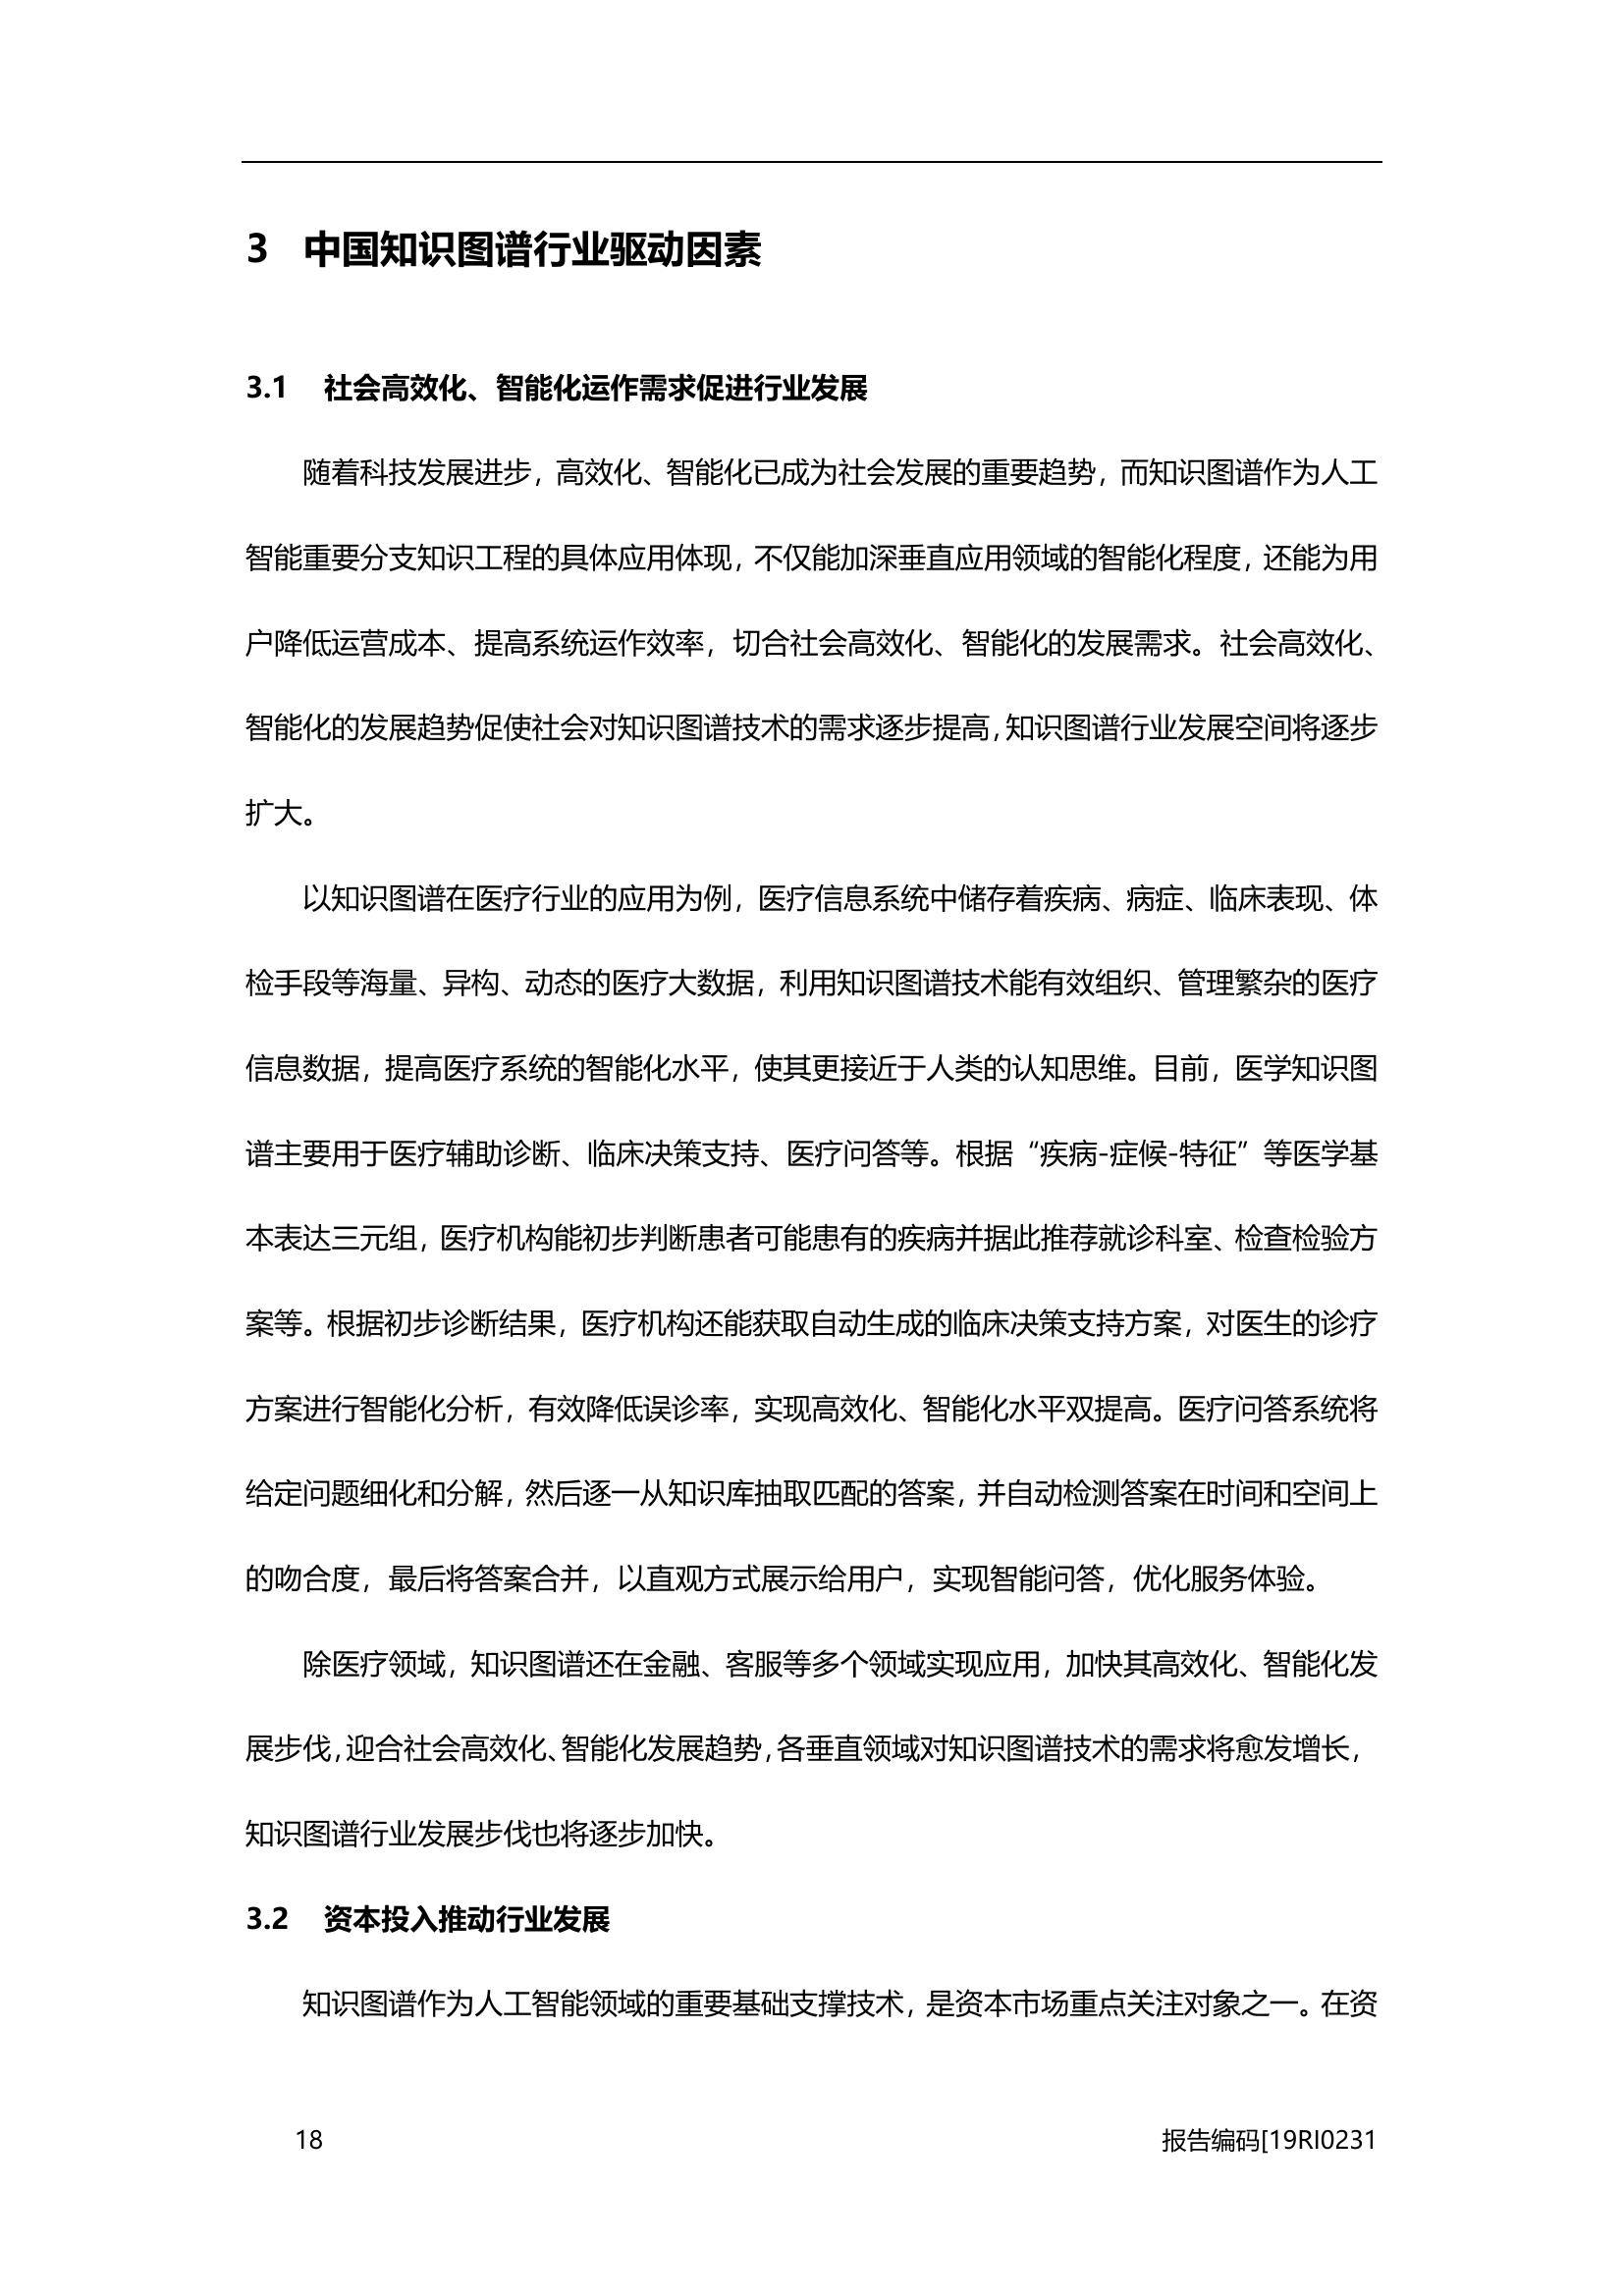 3 中国知识图谱行业驱动因素
3.1 社会高效化、智能化运作需求促进行业发展
随着科技发展进步，高效化、智能化已成为社会发展的重要趋势，而知识图谱作为人工
智能重要分支知识工程的具体应用体现，不仅能加深垂直应用领域的智能化程度，还能为用
户降低运营成本、提高系统运作效率，切合社会高效化、智能化的发展需求。社会高效化、
智能化的发展趋势促使社会对知识图谱技术的需求逐步提高，知识图谱行业发展空间将逐步
扩大。
以知识图谱在医疗行业的应用为例，医疗信息系统中储存着疾病、病症、临床表现、体
检手段等海量、异构、动态的医疗大数据，利用知识图谱技术能有效组织、管理繁杂的医疗
信息数据，提高医疗系统的智能化水平，使其更接近于人类的认知思维。目前，医学知识图
谱主要用于医疗辅助诊断、临床决策支持、医疗问答等。根据“疾病-症候-特征”等医学基
本表达三元组，医疗机构能初步判断患者可能患有的疾病并据此推荐就诊科室、检查检验方
案等。根据初步诊断结果，医疗机构还能获取自动生成的临床决策支持方案，对医生的诊疗
方案进行智能化分析，有效降低误诊率，实现高效化、智能化水平双提高。医疗问答系统将
给定问题细化和分解，然后逐一从知识库抽取匹配的答案，并自动检测答案在时间和空间上
的吻合度，最后将答案合并，以直观方式展示给用户，实现智能问答，优化服务体验。
除医疗领域，知识图谱还在金融、客服等多个领域实现应用，加快其高效化、智能化发
展步伐，迎合社会高效化、智能化发展趋势，各垂直领域对知识图谱技术的需求将愈发增长，
知识图谱行业发展步伐也将逐步加快。
3.2 资本投入推动行业发展
知识图谱作为人工智能领域的重要基础支撑技术，是资本市场重点关注对象之一。在资
18 报告编码[19RI0231